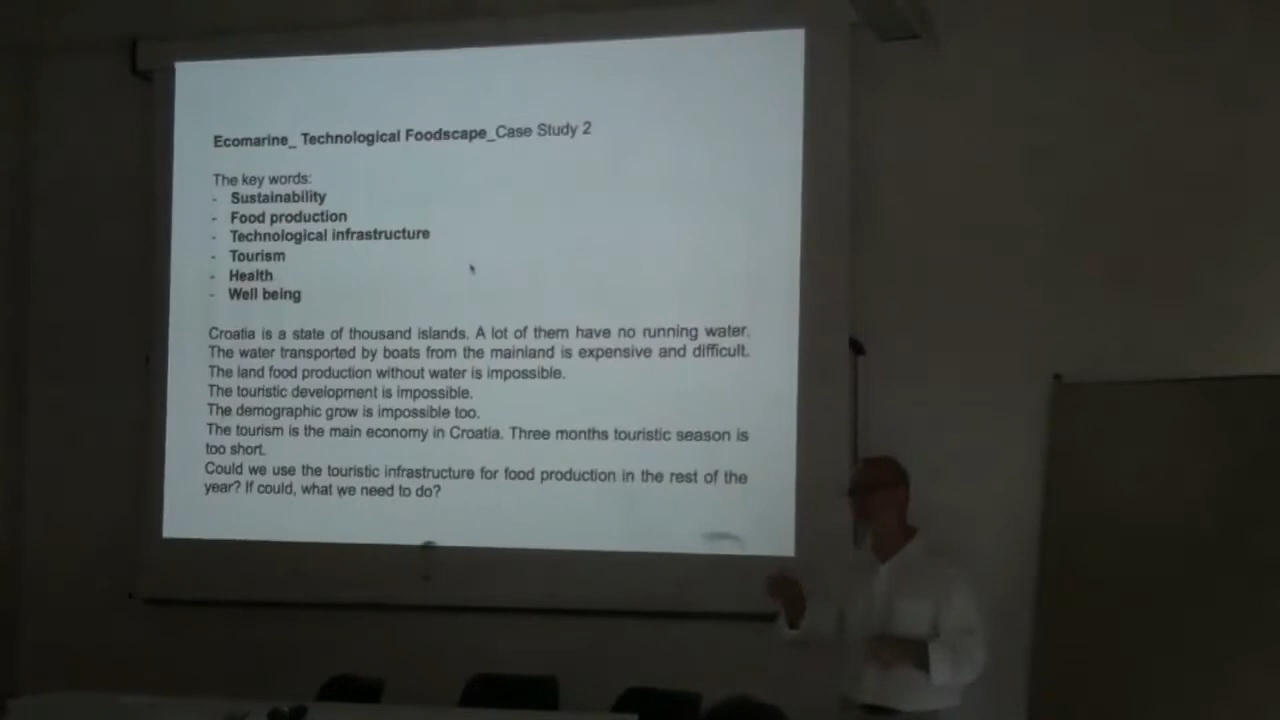 Ecomarine_ Technological Foodscape_Case Study 2
The key words:
- Sustainability
- Food production
- Technological infrastructure
- Tourism
- Health
- Well being
Croatia is a state of thousand islands. A lot of them have no running water.
The water transported by boats from the mainland is expensive and difficult.
The land food production without water is impossible.
The touristic development is impossible.
The demographic grow is impossible too.
The tourism is the main economy in Croatia. Three months touristic season is
too short.
Could we use the touristic infrastructure for food production in the rest of the
year? If could, what we need to do?